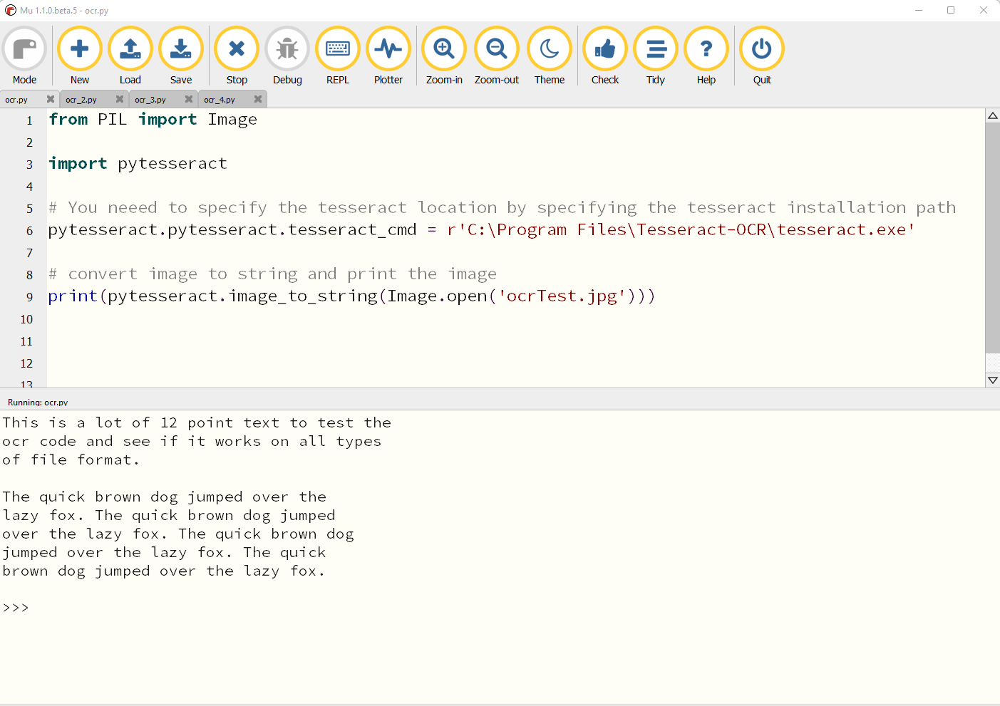 Mu 1.1.0.beta.5 - ocr.py
Mode New Load Save Stop Debug REPL Plotter Zoom-in Zoom-out Theme Check Tidy Help Quit
ocr.py ocr_2.py ocr_3.py ocr_4.py
1 from PIL import Image
2
3 import pytesseract
4
5 # You neeed to specify the tesseract location by specifying the tesseract installation path
6 pytesseract.pytesseract.tesseract_cmd = r'C:\Program Files\Tesseract-OCR\tesseract.exe'
7
8 # convert image to string and print the image
9 print(pytesseract.image_to_string(Image.open('ocrTest.jpg')))
10
11
12
13
Running: ocr.py
This is a lot of 12 point text to test the
ocr code and see if it works on all types
of file format.
The quick brown dog jumped over the
lazy fox. The quick brown dog jumped
over the lazy fox. The quick brown dog
jumped over the lazy fox. The quick
brown dog jumped over the lazy fox.
>>>